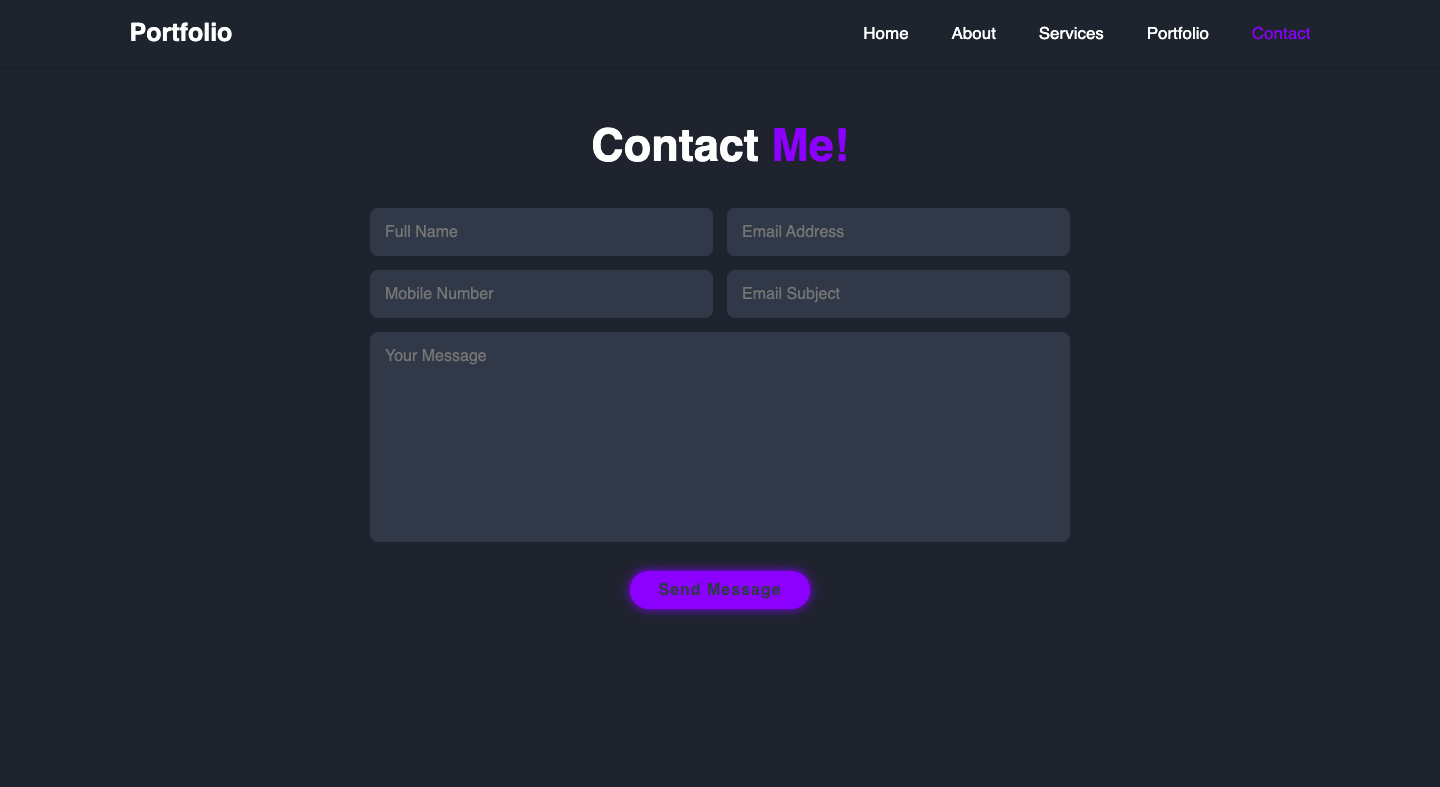 Portfolio
Home About Services Portfolio Contact
Contact Me!
Full Name Email Address
Mobile Number Email Subject
Your Message
Send Message